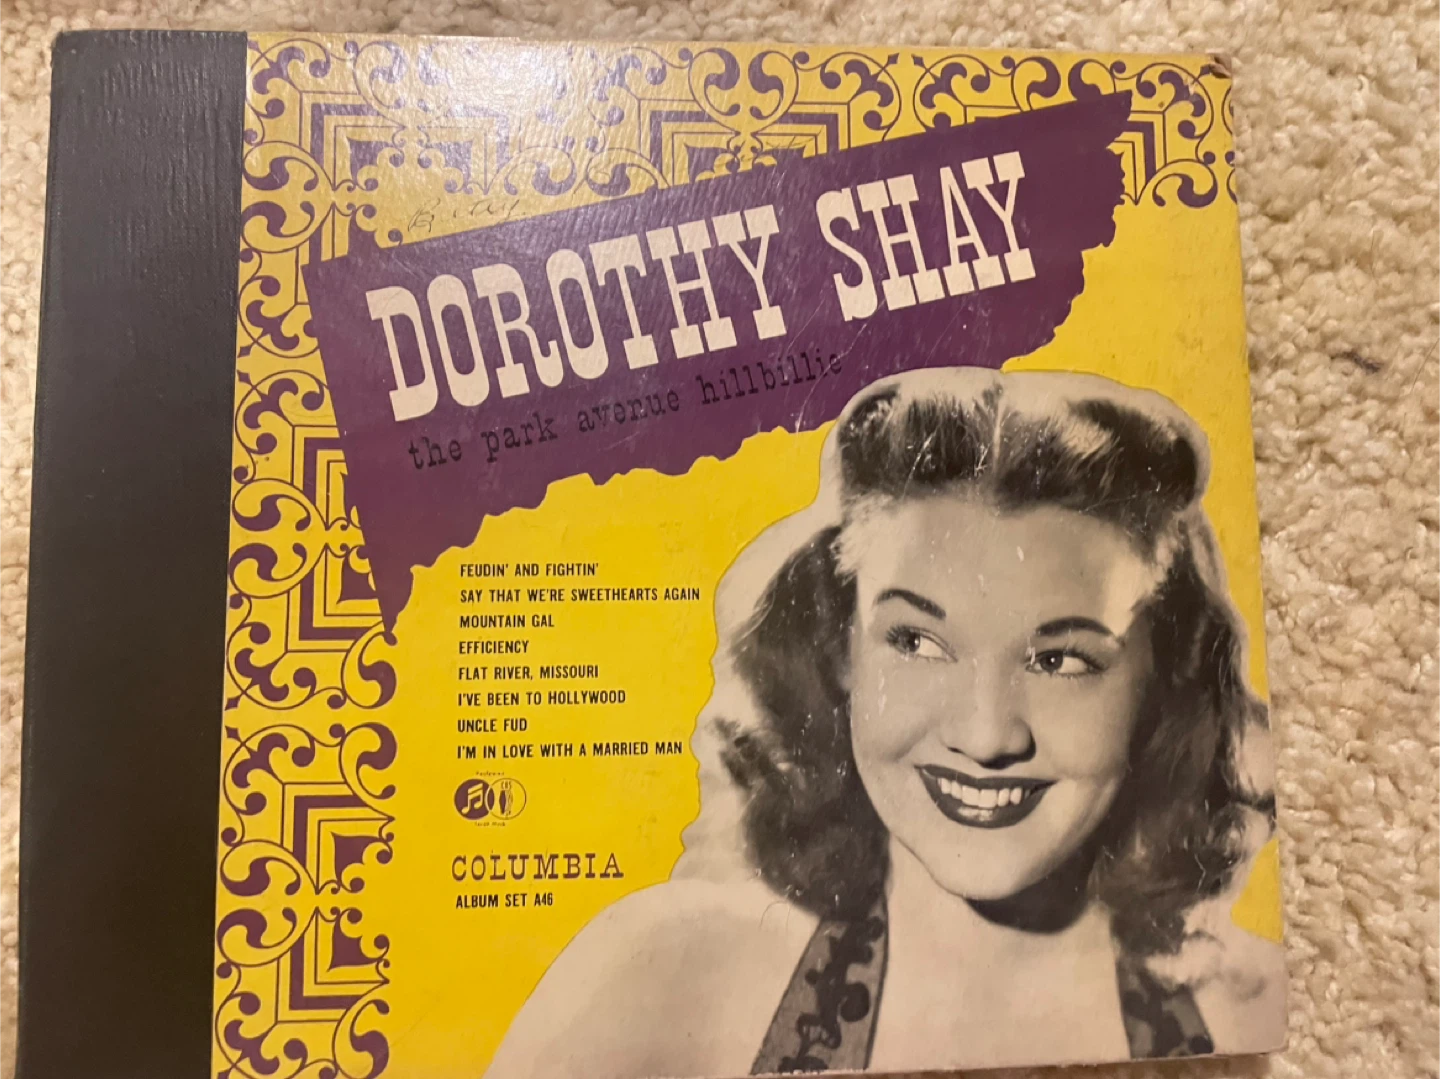 DOROTHY SHAY
the park avenue hillbillie
FEUDIN' AND FIGHTIN'
SAY THAT WE'RE SWEETHEARTS AGAIN
MOUNTAIN GAL
EFFICIENCY
FLAT RIVER, MISSOURI
I'VE BEEN TO HOLLYWOOD
UNCLE FUD
I'M IN LOVE WITH A MARRIED MAN
CBS
COLUMBIA
ALBUM SET A46